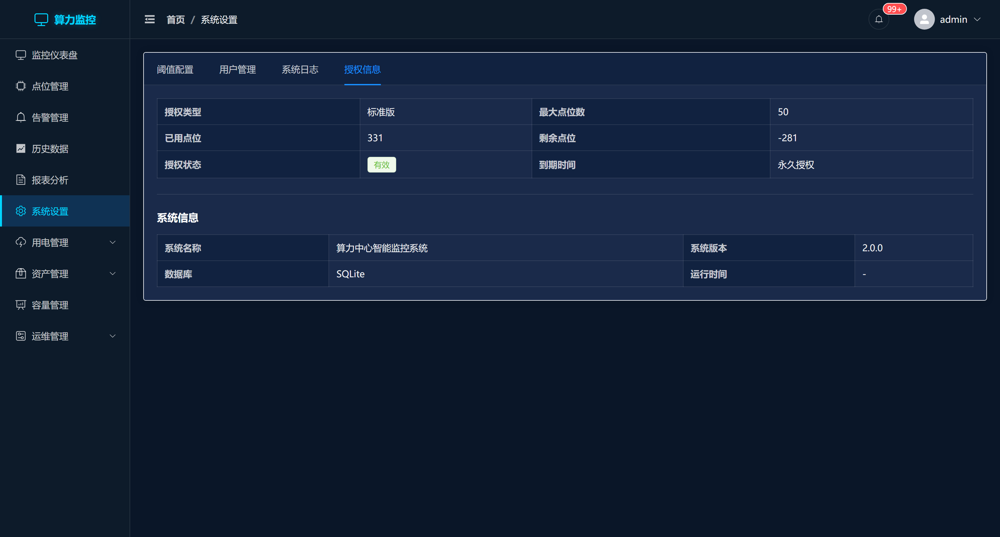 算力监控
首页 / 系统设置
99+
admin
监控仪表盘
点位管理
告警管理
历史数据
报表分析
系统设置
用电管理
资产管理
容量管理
运维管理
阈值配置 用户管理 系统日志 授权信息
授权类型 标准版 最大点位数 50
已用点位 331 剩余点位 -281
授权状态 有效 到期时间 永久授权
系统信息
系统名称 算力中心智能监控系统 系统版本 2.0.0
数据库 SQLite 运行时间 -